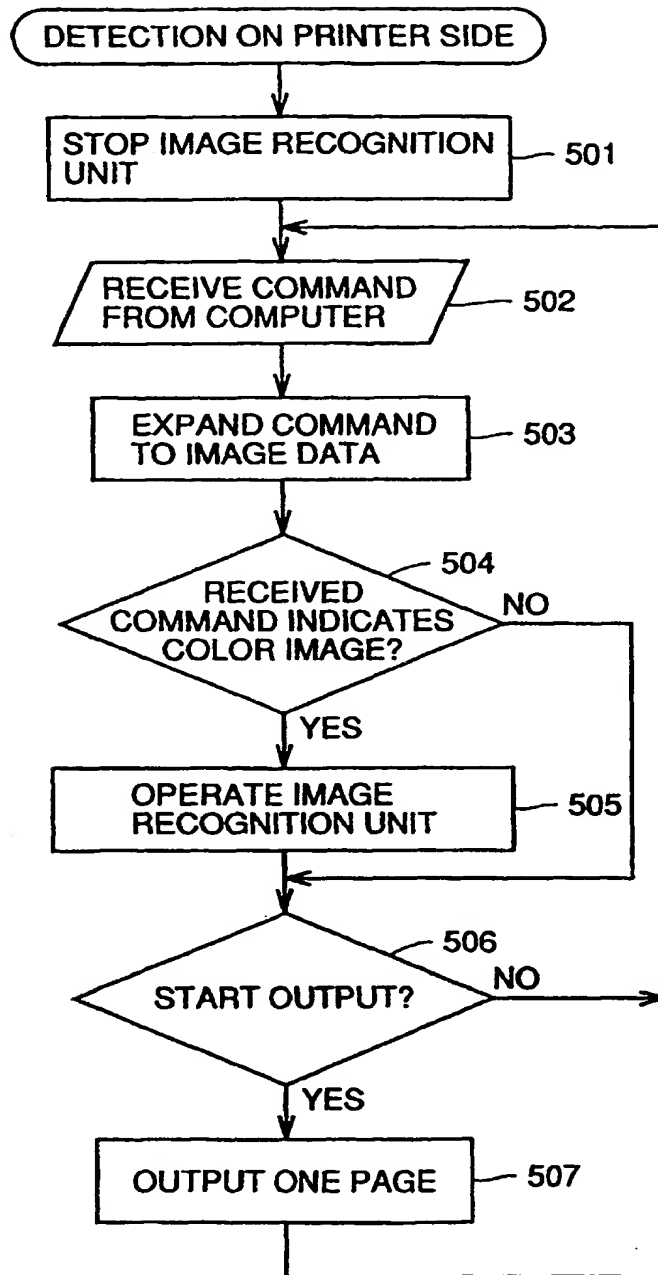 DETECTION ON PRINTER SIDE
STOP IMAGE RECOGNITION
UNIT
501
RECEIVE COMMAND
FROM COMPUTER
502
EXPAND COMMAND
TO IMAGE DATA
503
504
RECEIVED
COMMAND INDICATES
COLOR IMAGE?
NO
YES
OPERATE IMAGE
RECOGNITION UNIT
505
506
START OUTPUT?
NO
YES
OUTPUT ONE PAGE
507